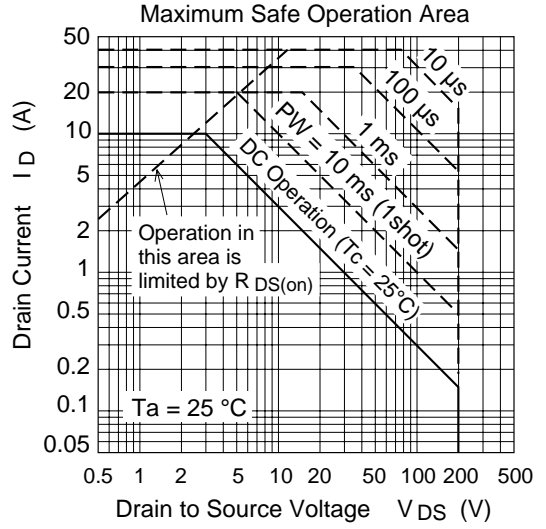 Maximum Safe Operation Area
50
20
10
5
2
1
0.5
0.2
0.1
0.05
Drain Current I D (A)
10 µs
100 µs
1 ms
PW = 10 ms (1shot)
DC Operation (Tc = 25°C)
Operation in
this area is
limited by R DS(on)
Ta = 25 °C
0.5 1 2 5 10 20 50 100 200 500
Drain to Source Voltage V DS (V)